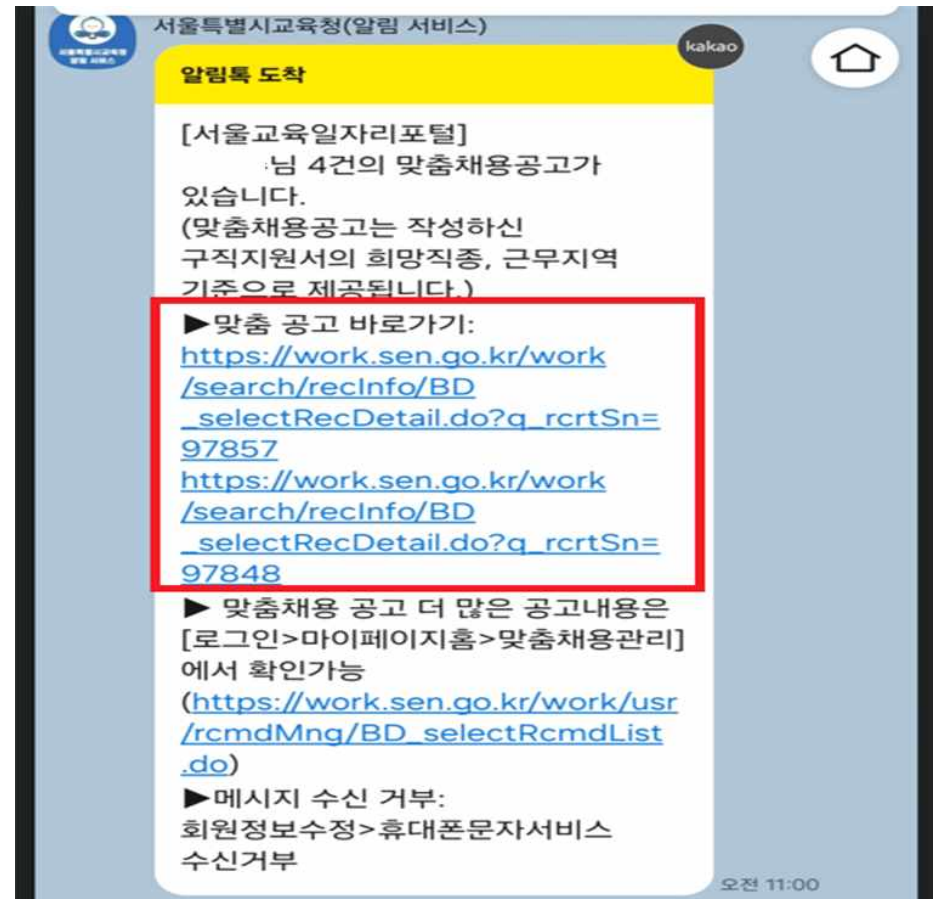 서울특별시교육청(알림 서비스)
kakao
알림톡 도착
[서울교육일자리포털]
님 4건의 맞춤채용공고가
있습니다.
(맞춤채용공고는 작성하신
구직지원서의 희망직종, 근무지역
기준으로 제공됩니다.)
▶맞춤 공고 바로가기:
https://work.sen.go.kr/work
/search/recInfo/BD
_selectRecDetail.do?q_rcrtSn=
97857
https://work.sen.go.kr/work
/search/recInfo/BD
_selectRecDetail.do?q_rcrtSn=
97848
▶ 맞춤채용 공고 더 많은 공고내용은
[로그인>마이페이지홈>맞춤채용관리]
에서 확인가능
(https://work.sen.go.kr/work/usr
/rcmdMng/BD_selectRcmdList
.do)
▶메시지 수신 거부:
회원정보수정>휴대폰문자서비스
수신거부
오전 11:00